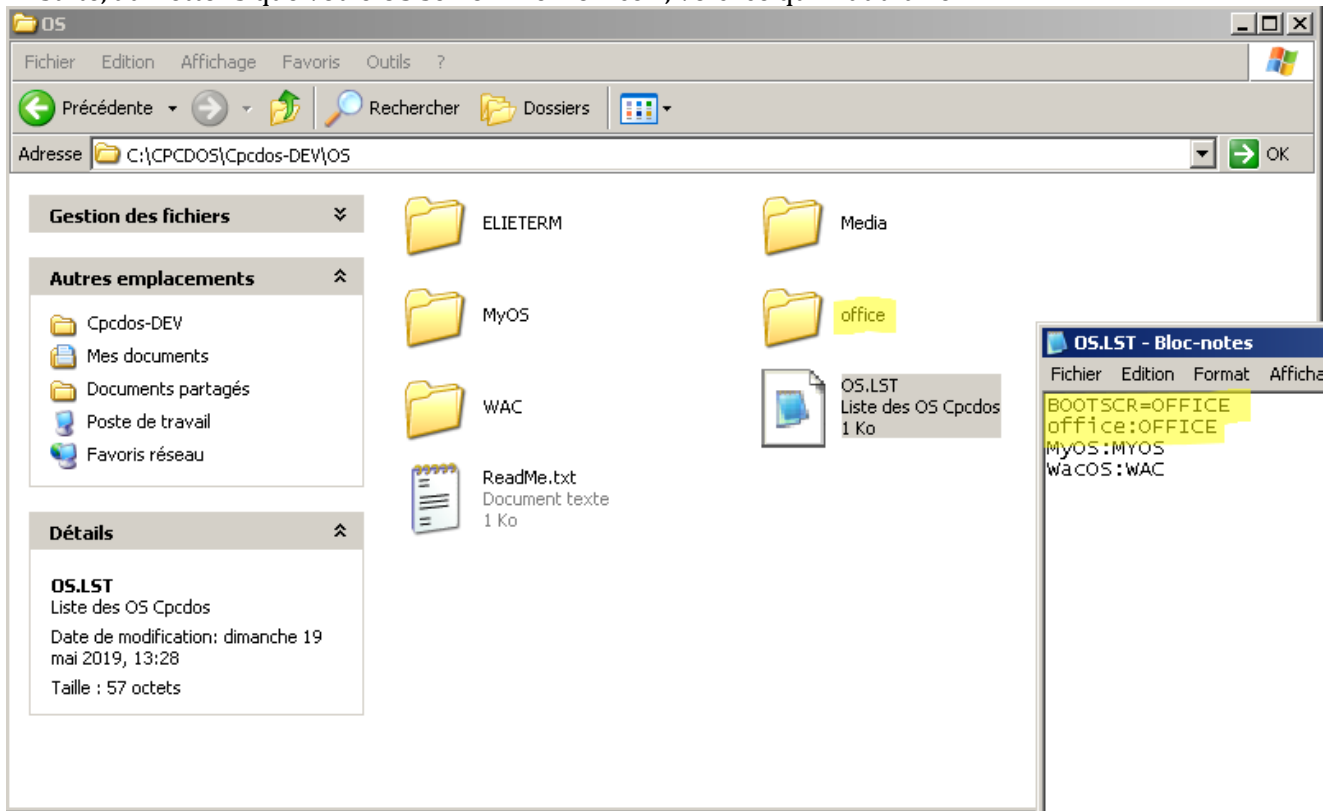 OS
Fichier Edition Affichage Favoris Outils ?
Précédente Rechercher Dossiers
Adresse C:\CPCDOS\Cpcdos-DEV\OS OK
Gestion des fichiers
Autres emplacements
Cpcdos-DEV
Mes documents
Documents partagés
Poste de travail
Favoris réseau
Détails
OS.LST
Liste des OS Cpcdos
Date de modification: dimanche 19
mai 2019, 13:28
Taille : 57 octets
ELIETERM
Media
MyOS
office
WAC
OS.LST
Liste des OS Cpcdos
1 Ko
ReadMe.txt
Document texte
1 Ko
OS.LST - Bloc-notes
Fichier Edition Format Afficha
BOOTSCR=OFFICE
office:OFFICE
MyOS:MYOS
WacOS:WAC